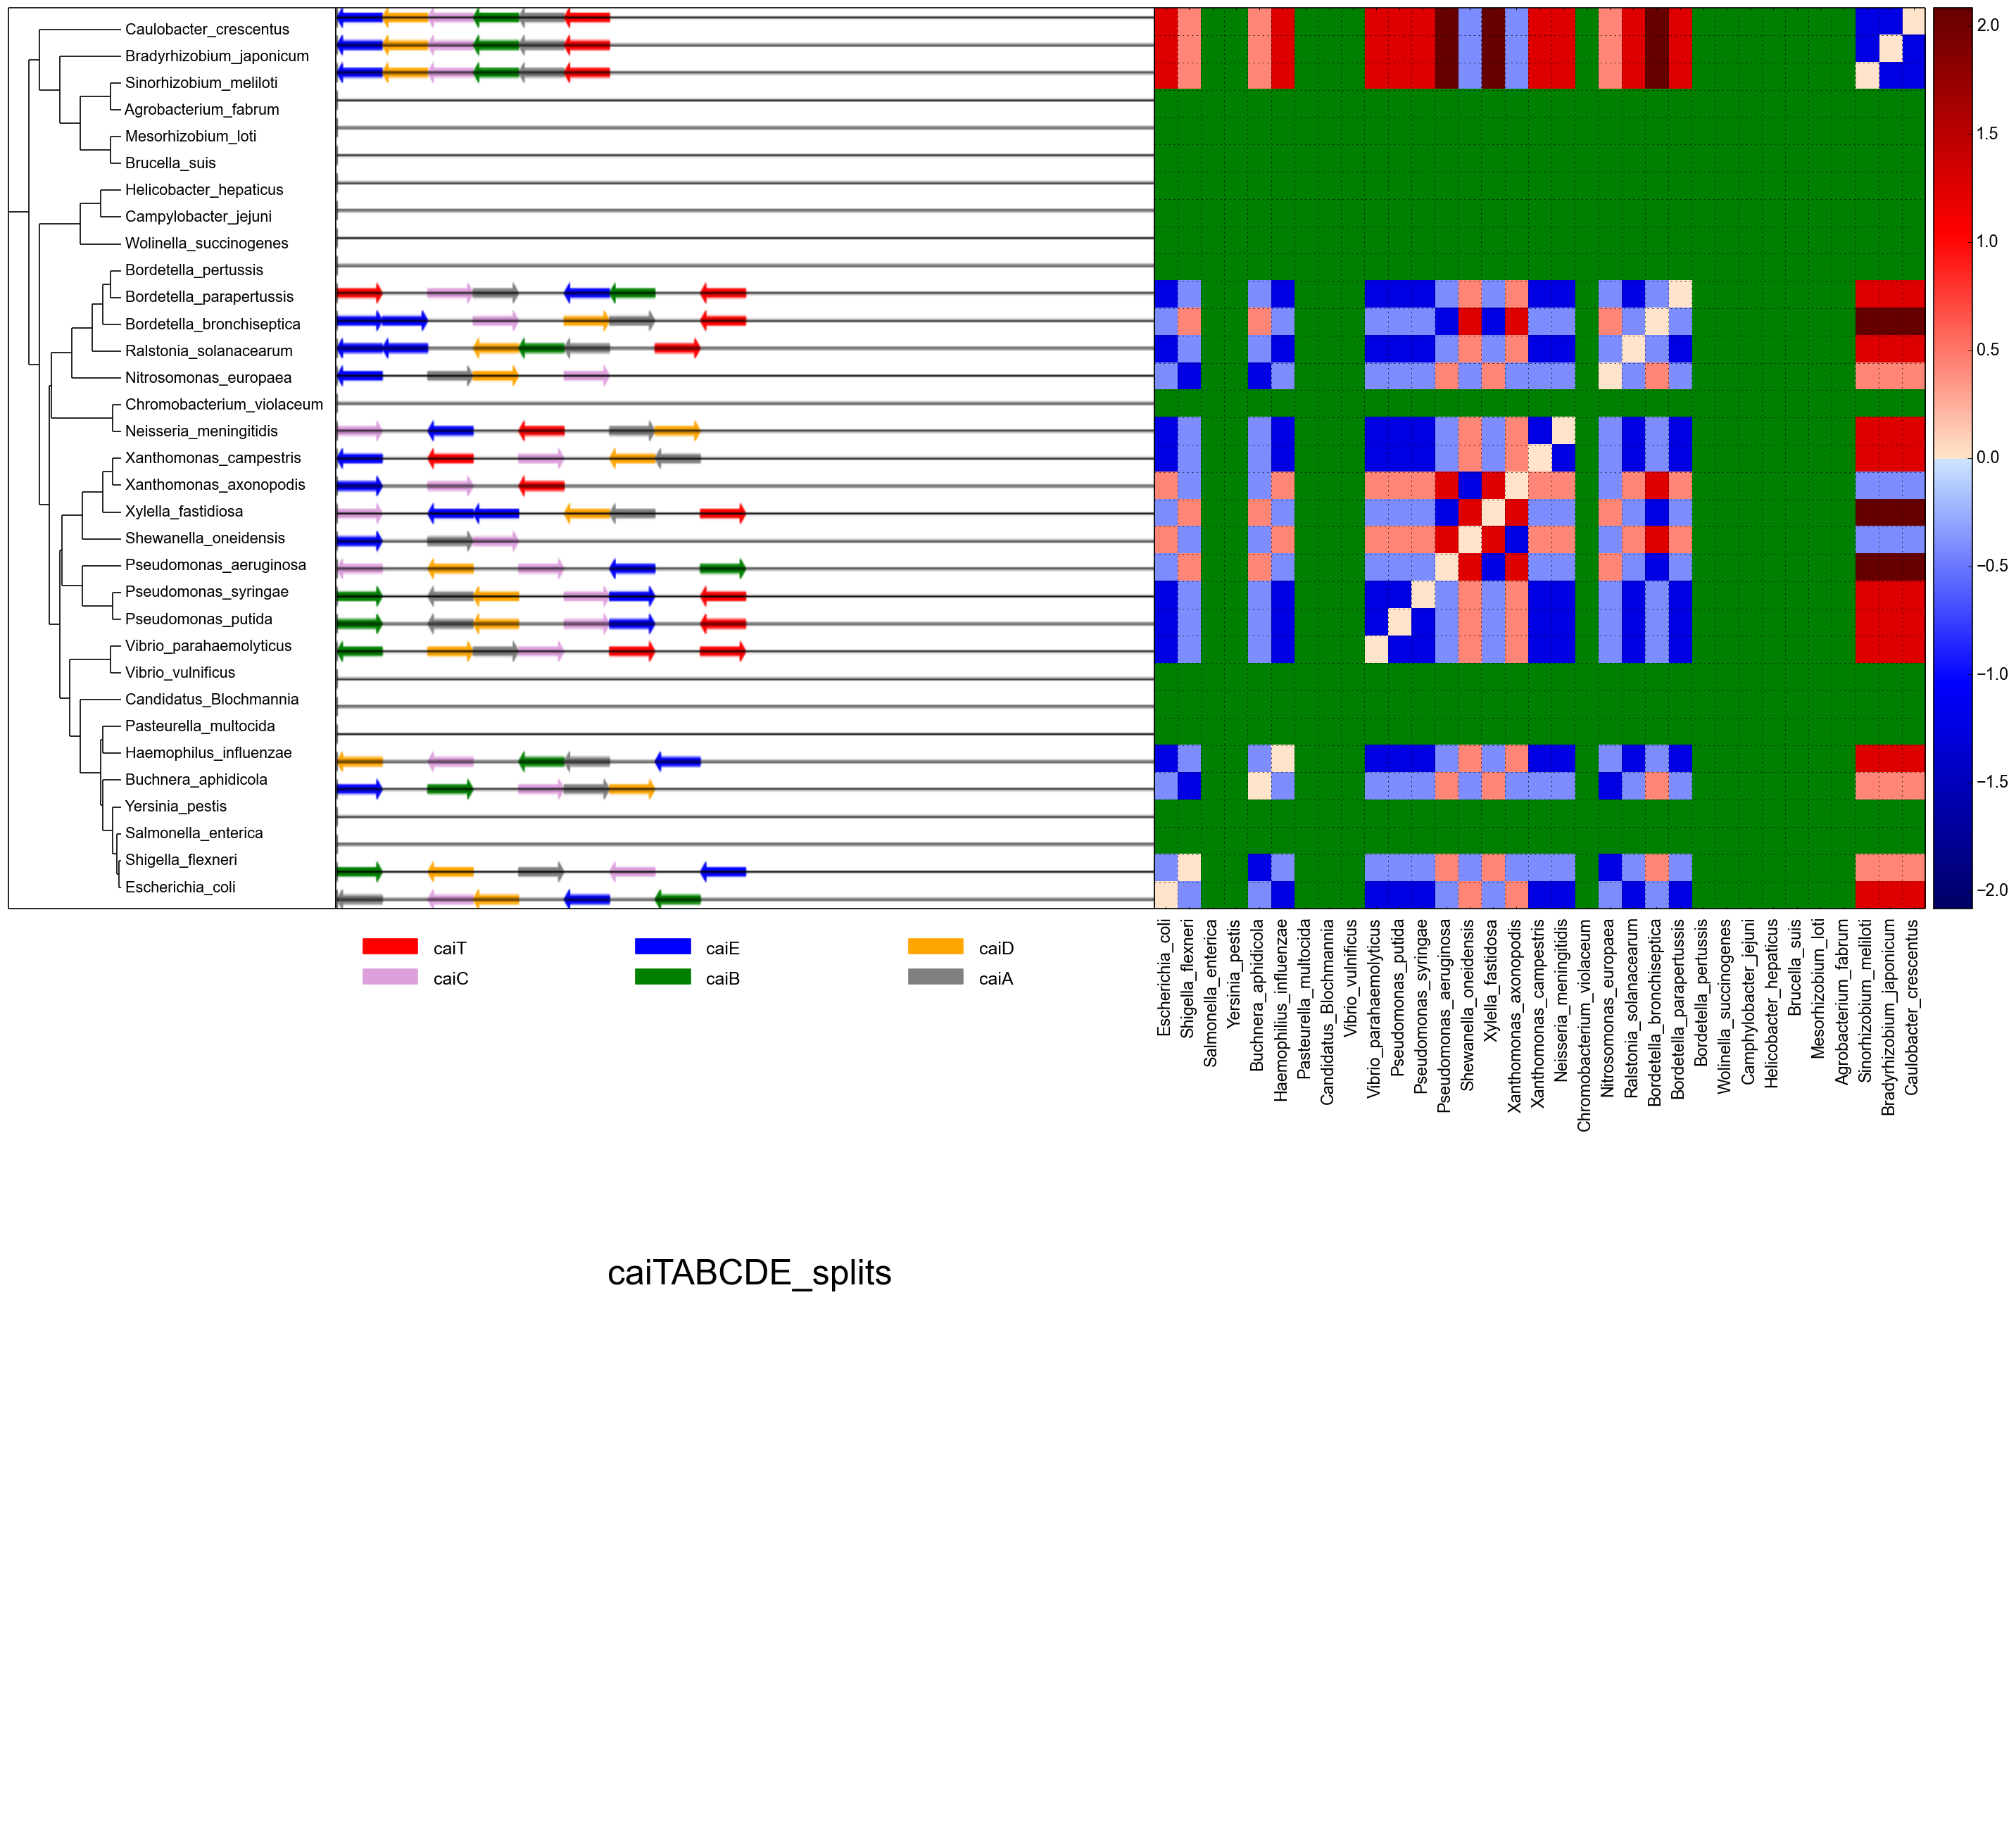 Caulobacter_crescentus
Bradyrhizobium_japonicum
Sinorhizobium_meliloti
Agrobacterium_fabrum
Mesorhizobium_loti
Brucella_suis
Helicobacter_hepaticus
Campylobacter_jejuni
Wolinella_succinogenes
Bordetella_pertussis
Bordetella_parapertussis
Bordetella_bronchiseptica
Ralstonia_solanacearum
Nitrosomonas_europaea
Chromobacterium_violaceum
Neisseria_meningitidis
Xanthomonas_campestris
Xanthomonas_axonopodis
Xylella_fastidiosa
Shewanella_oneidensis
Pseudomonas_aeruginosa
Pseudomonas_syringae
Pseudomonas_putida
Vibrio_parahaemolyticus
Vibrio_vulnificus
Candidatus_Blochmannia
Pasteurella_multocida
Haemophilus_influenzae
Buchnera_aphidicola
Yersinia_pestis
Salmonella_enterica
Shigella_flexneri
Escherichia_coli
2.0
1.5
1.0
0.5
0.0
−0.5
−1.0
−1.5
−2.0
Escherichia_coli
Shigella_flexneri
Salmonella_enterica
Yersinia_pestis
Buchnera_aphidicola
Haemophilius_influenzae
Pasteurella_multocida
Candidatus_Blochmannia
Vibrio_vulnificus
Vibrio_parahaemolyticus
Pseudomonas_putida
Pseudomonas_syringae
Pseudomonas_aeruginosa
Shewanella_oneidensis
Xylella_fastidosa
Xanthomonas_axonopodis
Xanthomonas_campestris
Neisseria_meningitidis
Chromobacterium_violaceum
Nitrosomonas_europaea
Ralstonia_solanacearum
Bordetella_bronchiseptica
Bordetella_parapertussis
Bordetella_pertussis
Wolinella_succinogenes
Camphylobacter_jejuni
Helicobacter_hepaticus
Brucella_suis
Mesorhizobium_loti
Agrobacterium_fabrum
Sinorhizobium_meliloti
Bradyrhizobium_japonicum
Caulobacter_crescentus
caiT caiE caiD
caiC caiB caiA
caiTABCDE_splits